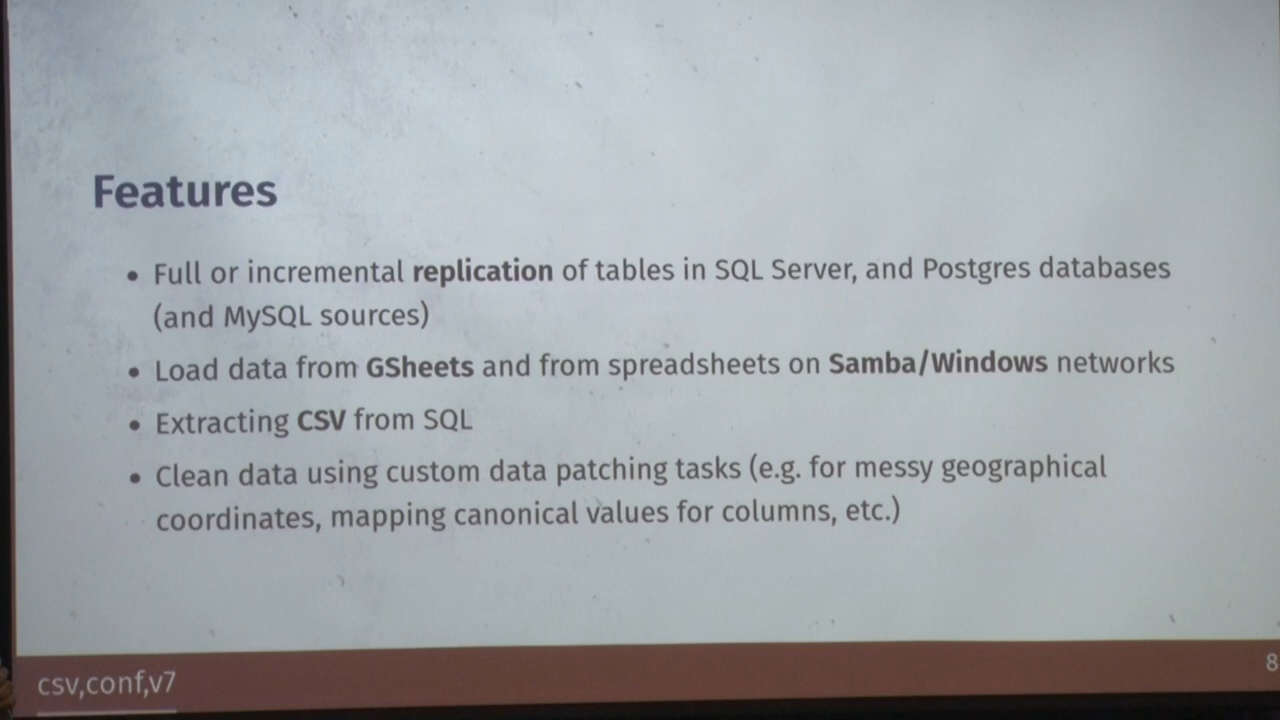 Features
• Full or incremental replication of tables in SQL Server, and Postgres databases
(and MySQL sources)
• Load data from GSheets and from spreadsheets on Samba/Windows networks
• Extracting CSV from SQL
• Clean data using custom data patching tasks (e.g. for messy geographical
coordinates, mapping canonical values for columns, etc.)
csv,conf,v7
8